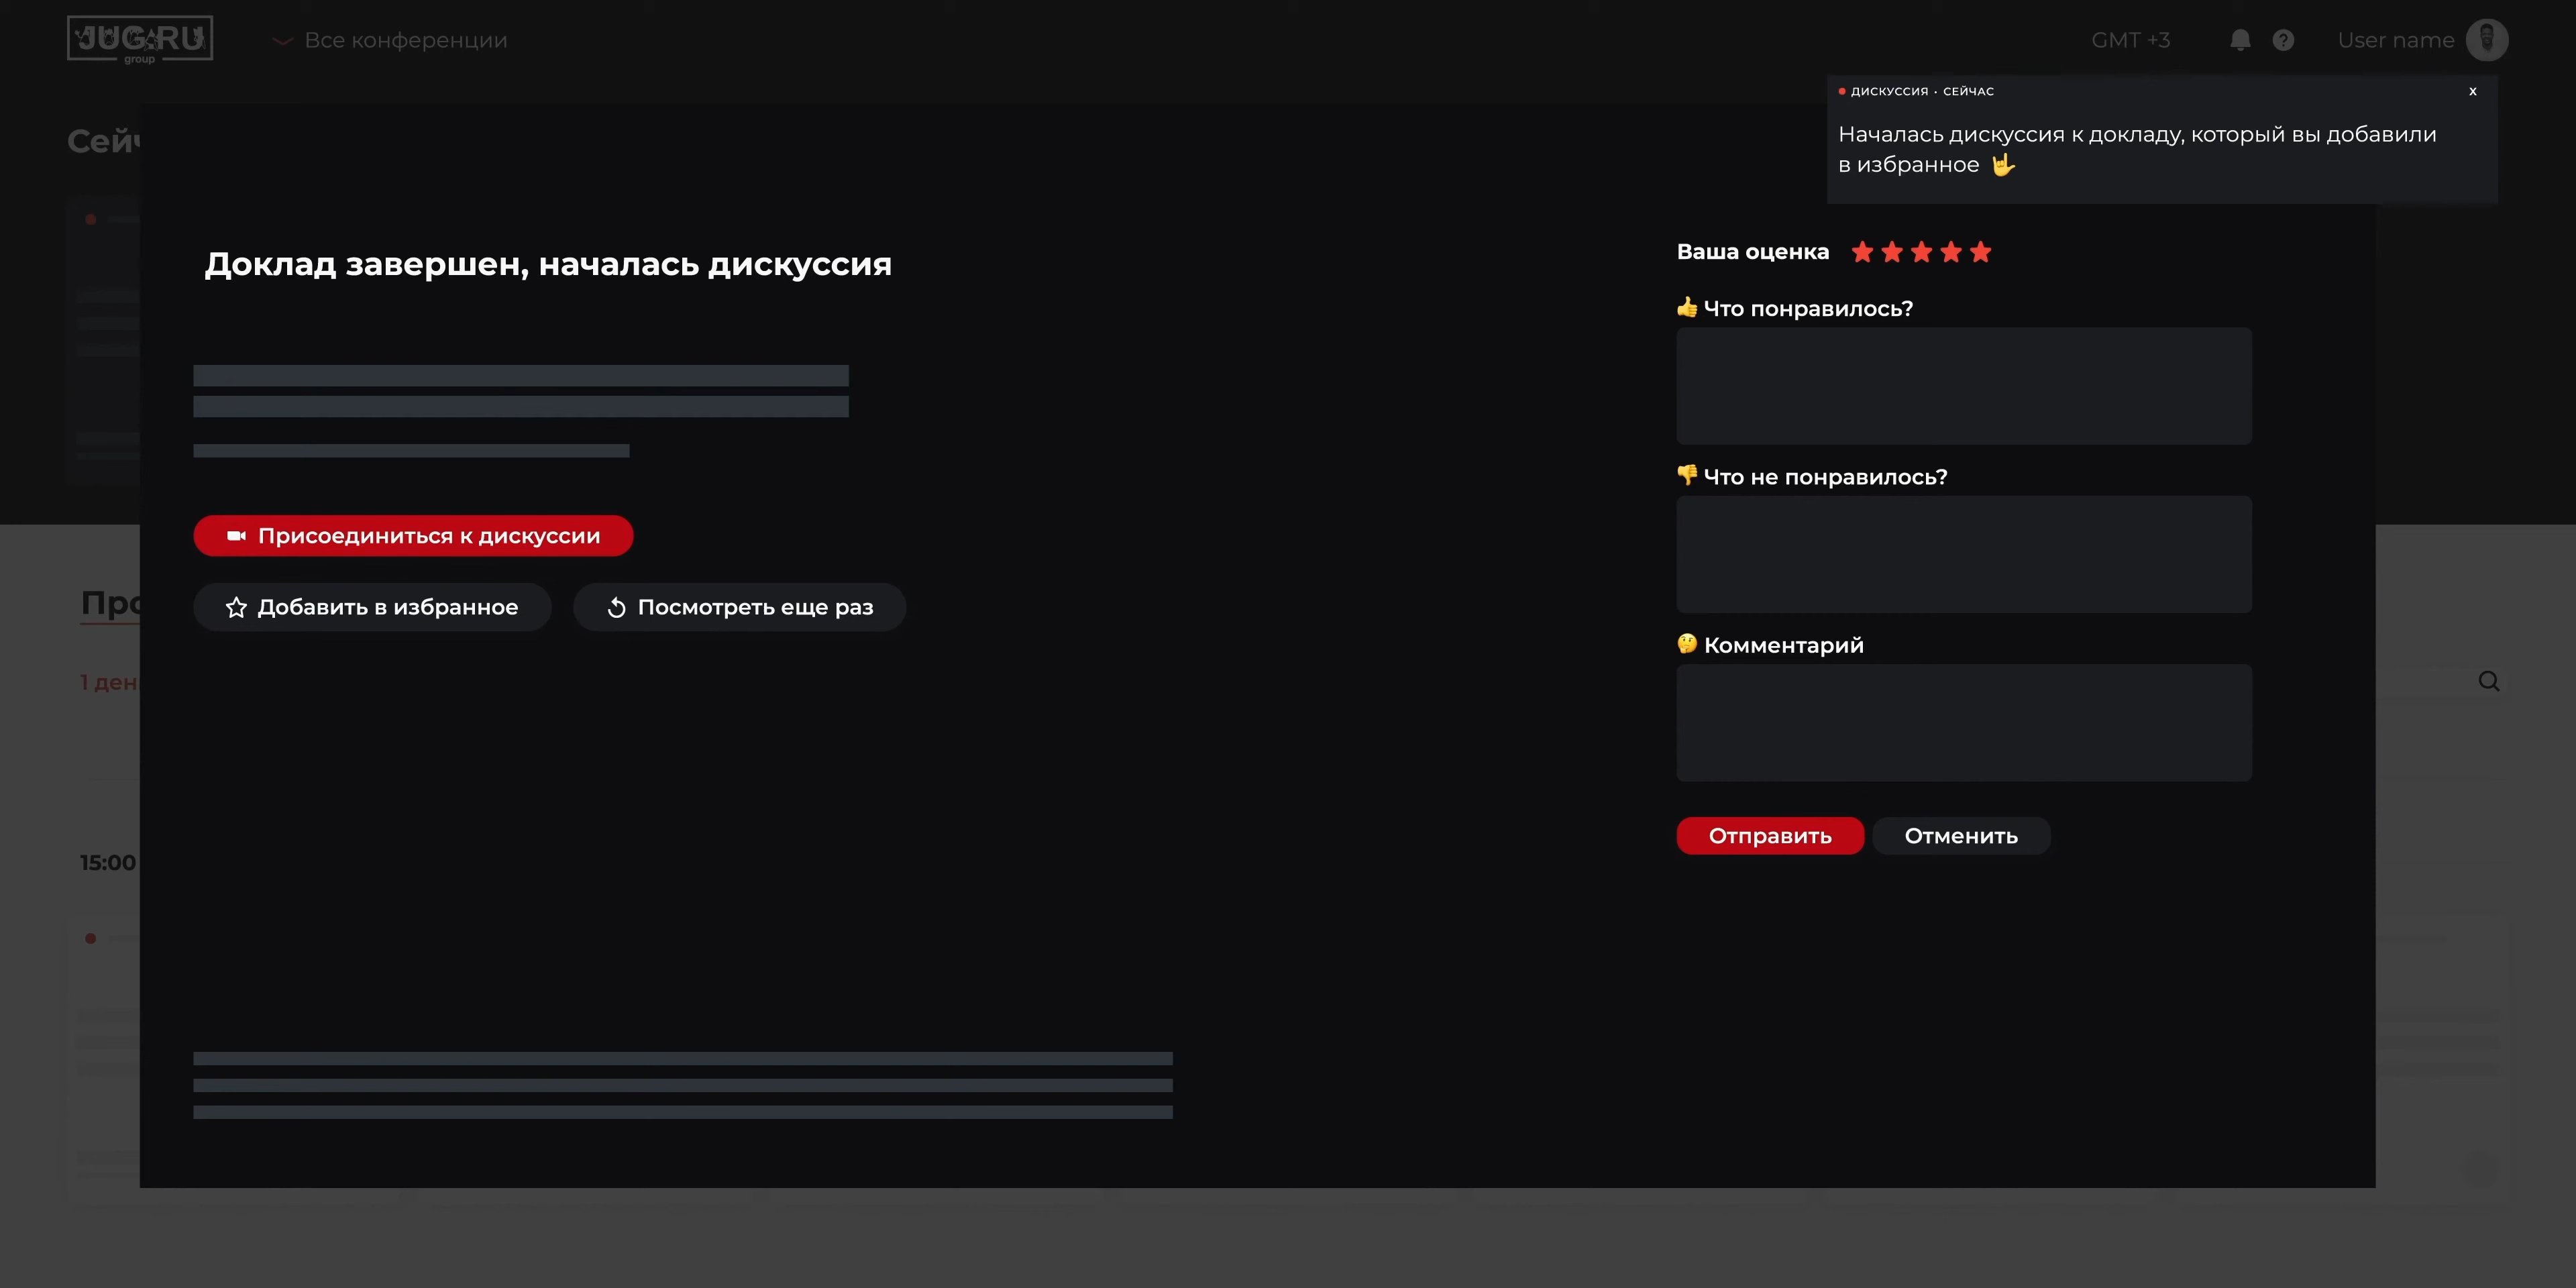 JUG.RU
group
Все конференции
GMT +3
User name
ДИСКУССИЯ • СЕЙЧАС
X
Началась дискуссия к докладу, который вы добавили
в избранное 🤟
Сейч
Доклад завершен, началась дискуссия
Присоединиться к дискуссии
Добавить в избранное
Посмотреть еще раз
Ваша оценка
👍 Что понравилось?
👎 Что не понравилось?
🤔 Комментарий
Отправить
Отменить
Про
1 ден
15:00